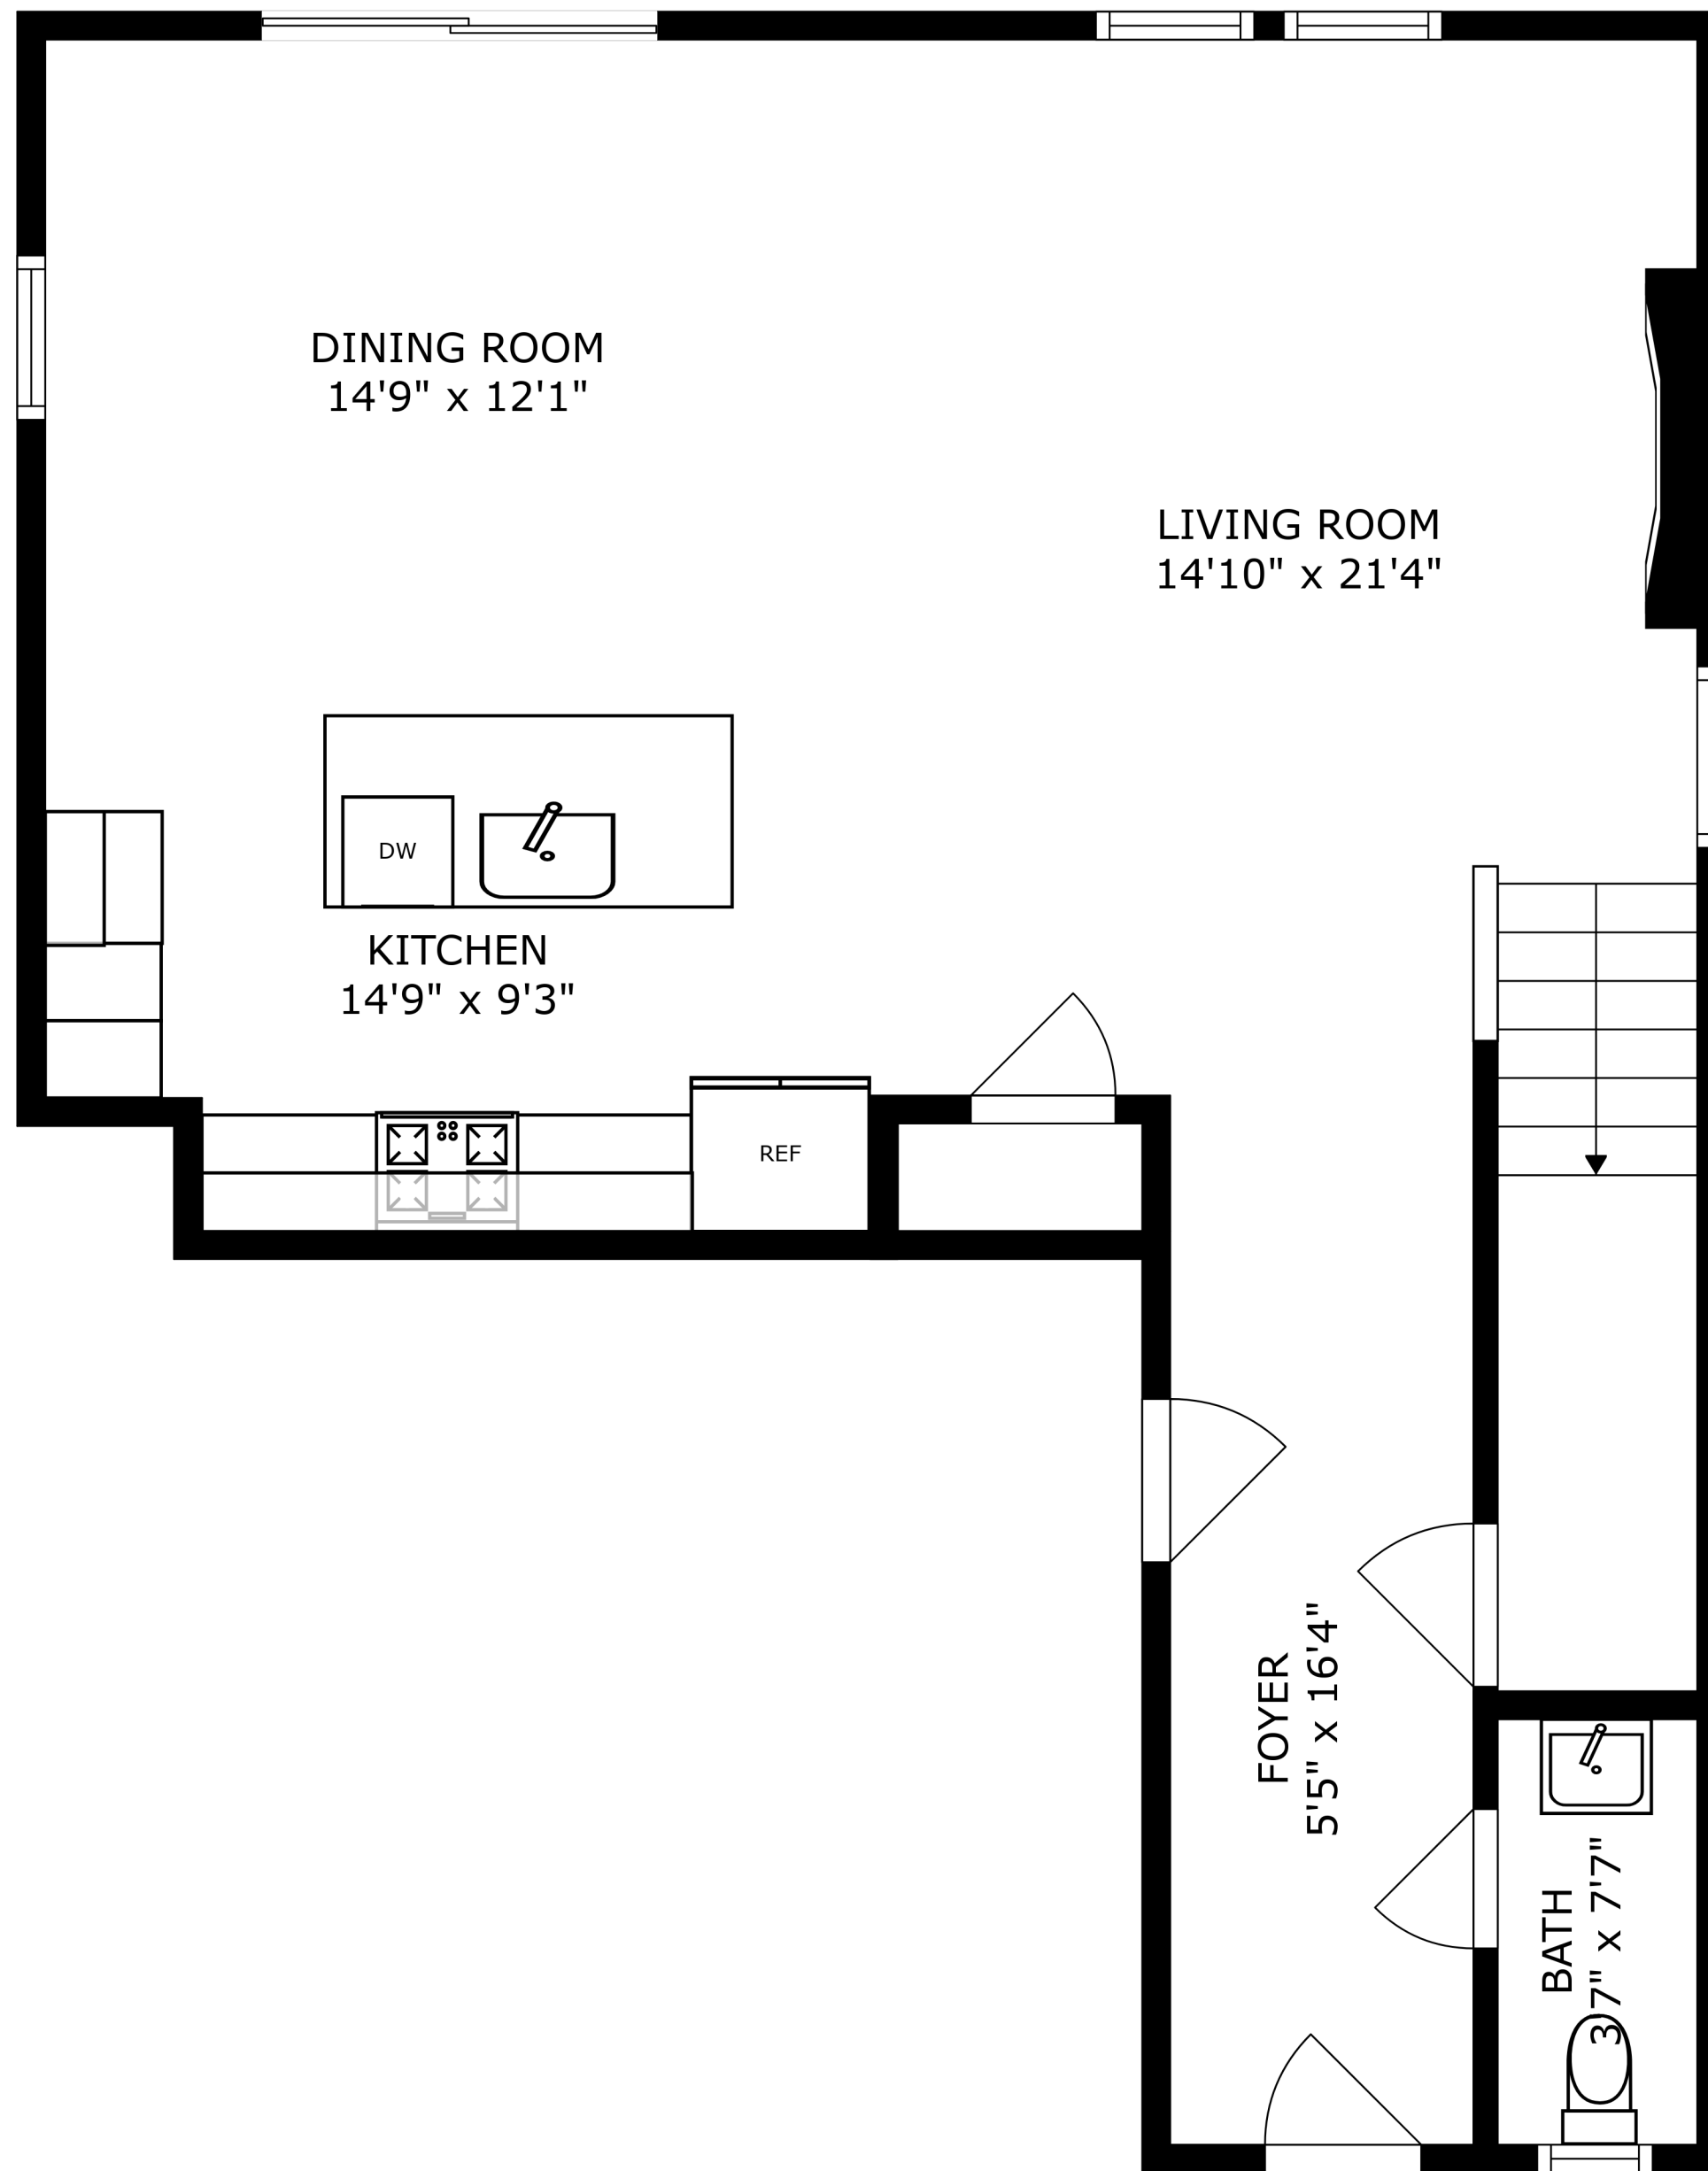 DINING ROOM
14'9" x 12'1"
LIVING ROOM
14'10" x 21'4"
DW
KITCHEN
14'9" x 9'3"
REF
FOYER
5'5" x 16'4"
BATH
3'7" x 7'7"